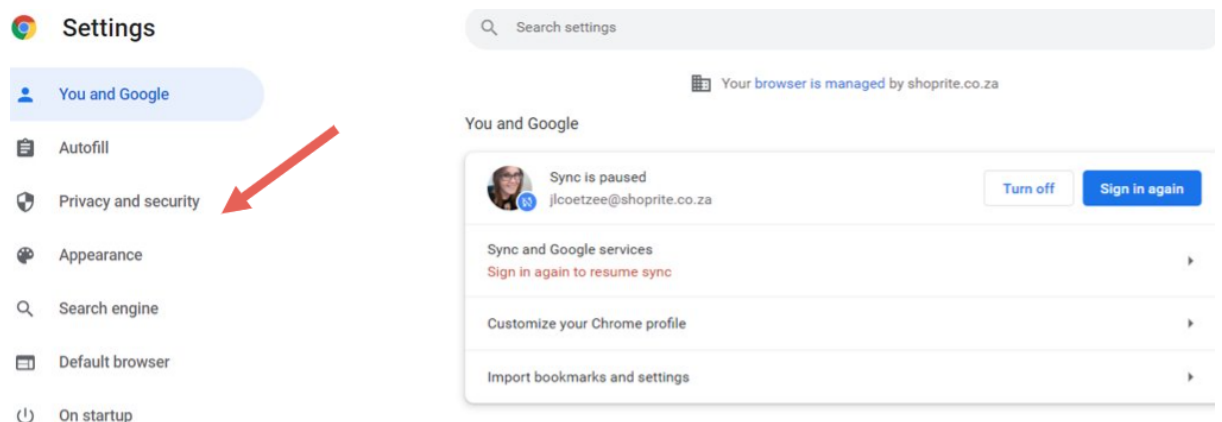 Settings
Search settings
You and Google
Autofill
Privacy and security
Appearance
Search engine
Default browser
On startup
Your browser is managed by shoprite.co.za
You and Google
Sync is paused
jlcoetzee@shoprite.co.za
Turn off
Sign in again
Sync and Google services
Sign in again to resume sync
Customize your Chrome profile
Import bookmarks and settings